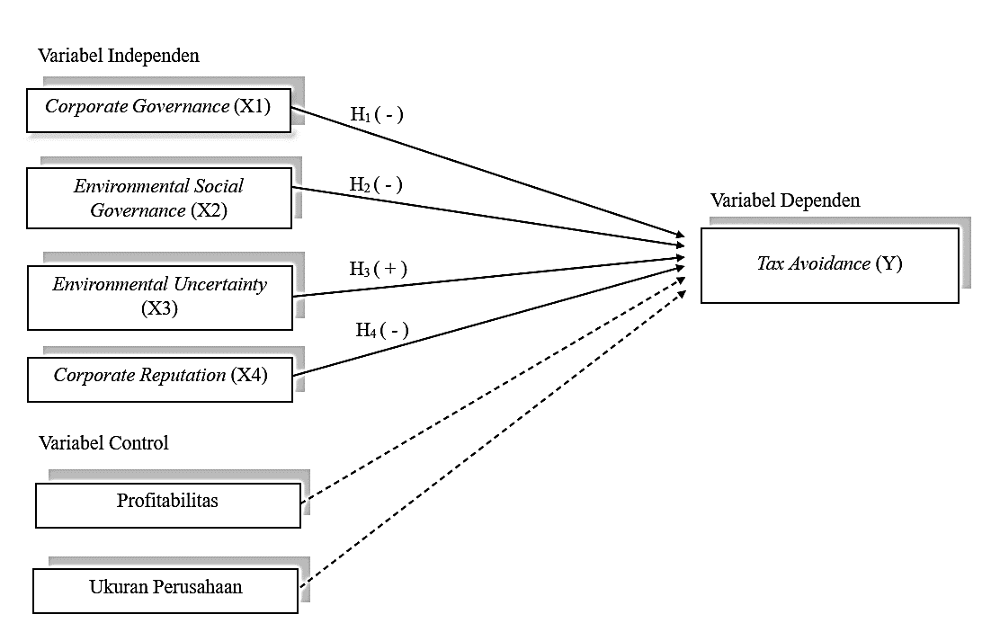 Variabel Independen
Corporate Governance (X1)
H₁ ( - )
Environmental Social
Governance (X2)
H₂ ( - )
Environmental Uncertainty
(X3)
H₃ ( + )
Corporate Reputation (X4)
H₄ ( - )
Variabel Dependen
Tax Avoidance (Y)
Variabel Control
Profitabilitas
Ukuran Perusahaan